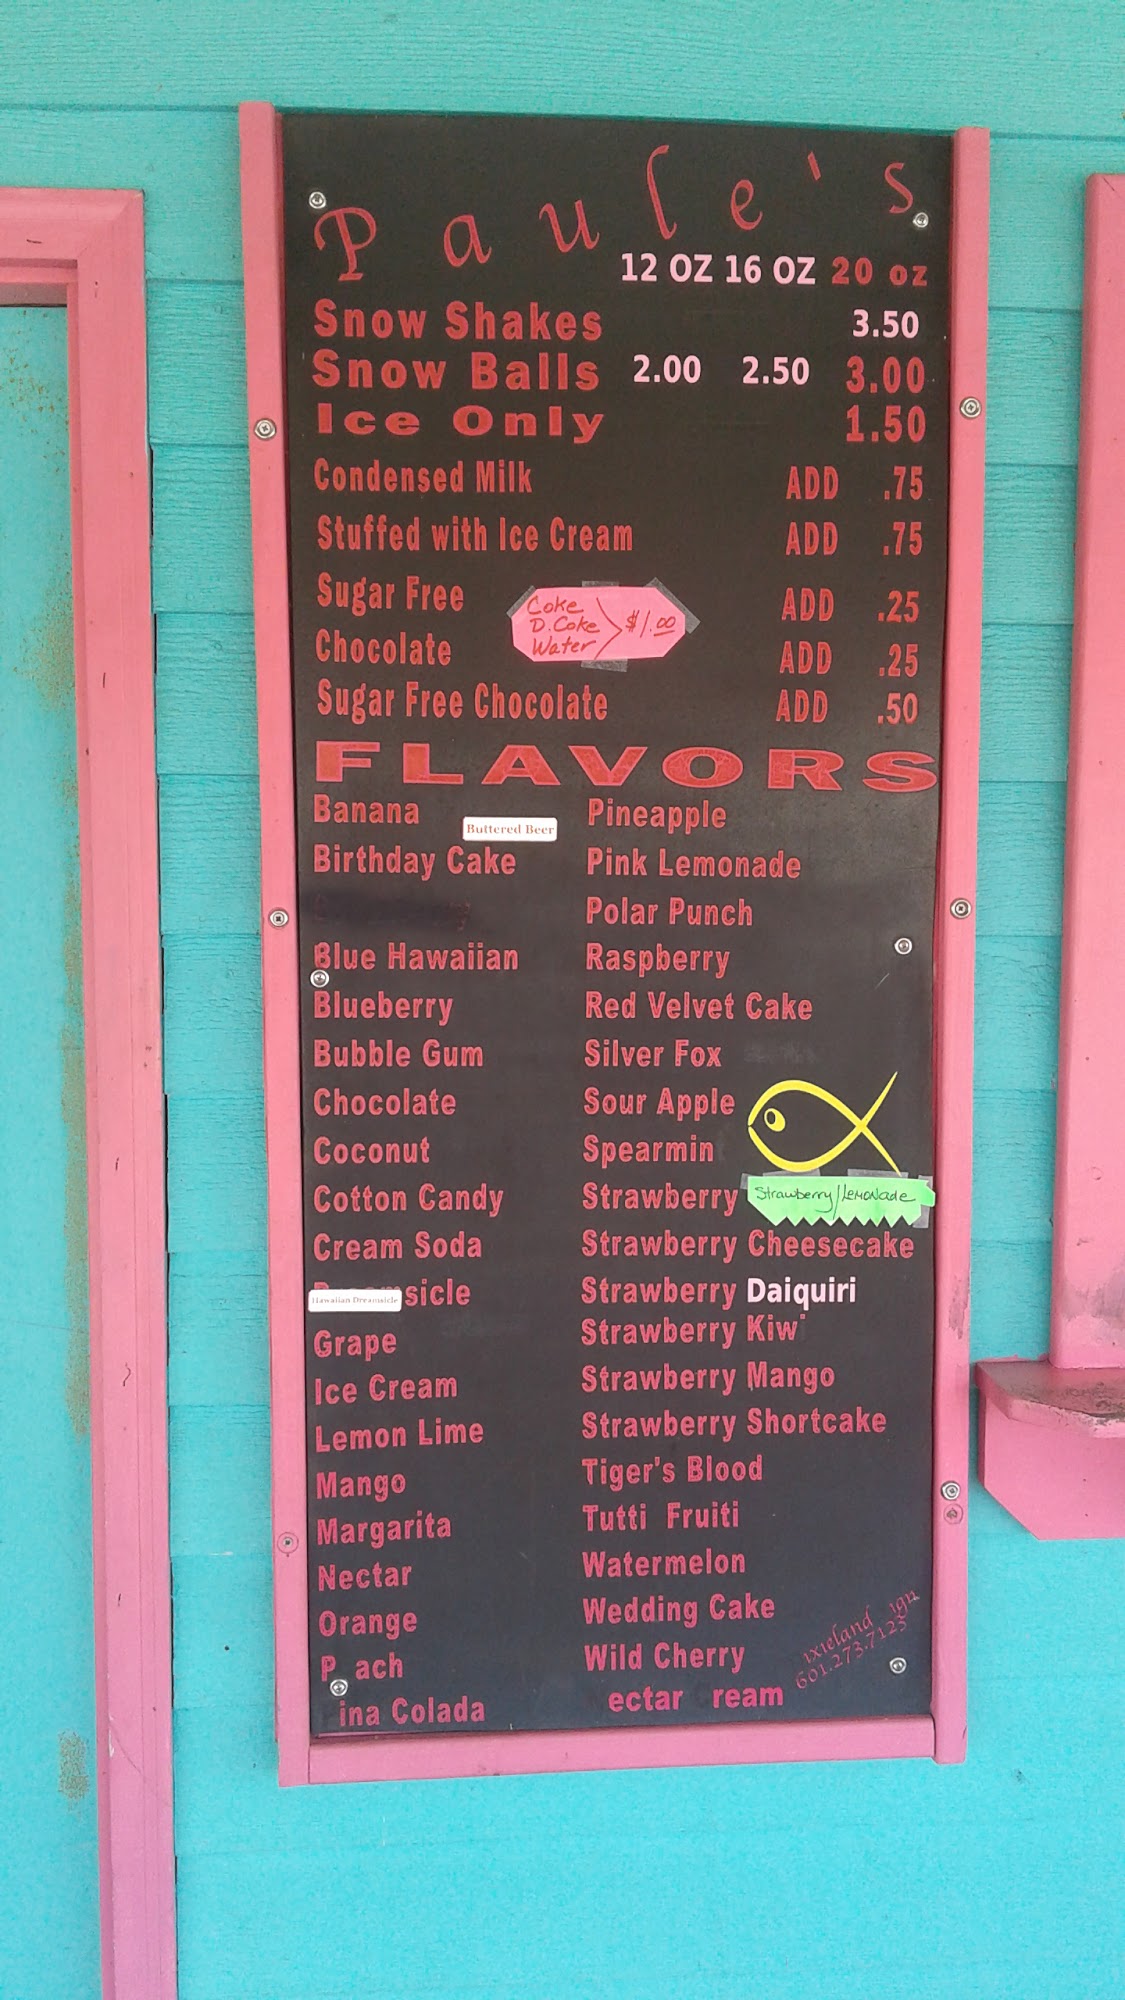 Paule's
12 OZ 16 OZ 20 oz
Snow Shakes 3.50
Snow Balls 2.00 2.50 3.00
Ice Only 1.50
Condensed Milk ADD .75
Stuffed with Ice Cream ADD .75
Sugar Free ADD .25
Coke
D. Coke
Water
$1.00
Chocolate ADD .25
Sugar Free Chocolate ADD .50
FLAVORS
Banana
Buttered Beer
Birthday Cake
Blue Hawaiian
Blueberry
Bubble Gum
Chocolate
Coconut
Cotton Candy
Cream Soda
Hawaiian Dreamsicle
sicle
Grape
Ice Cream
Lemon Lime
Mango
Margarita
Nectar
Orange
P ach
ina Colada
Pineapple
Pink Lemonade
Polar Punch
Raspberry
Red Velvet Cake
Silver Fox
Sour Apple
Spearmin
Strawberry
Strawberry/Lemonade
Strawberry Cheesecake
Strawberry Daiquiri
Strawberry Kiwi
Strawberry Mango
Strawberry Shortcake
Tiger's Blood
Tutti Fruiti
Watermelon
Wedding Cake
Wild Cherry
ectar ream
ixieland ign
601.273.7123